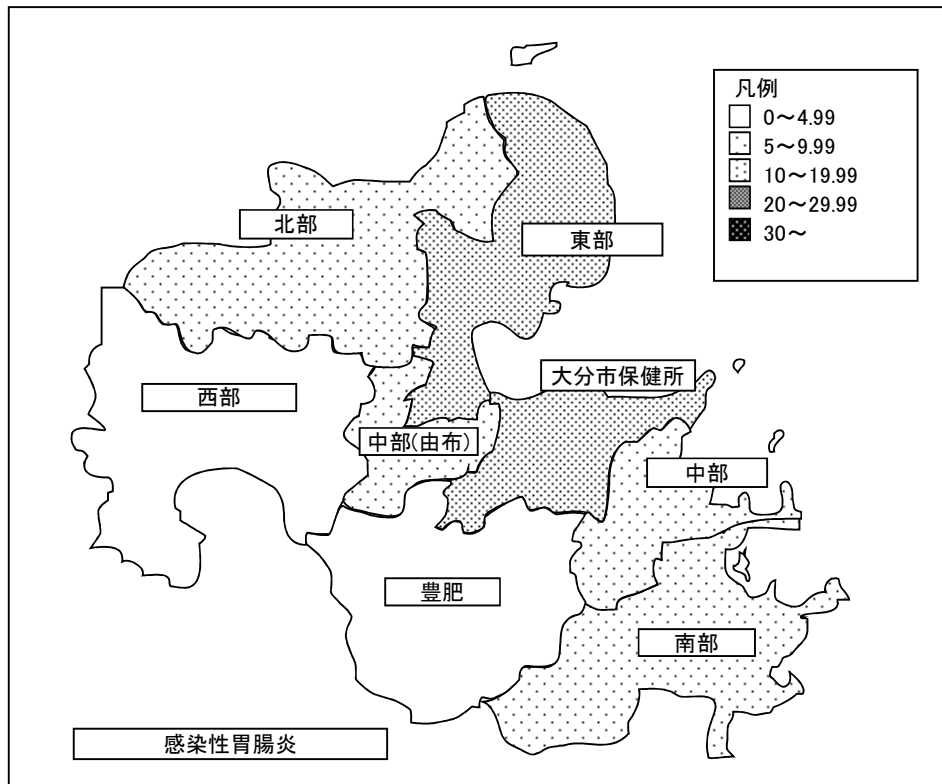 凡例
0～4.99
5～9.99
10～19.99
20～29.99
30～
北部
東部
西部
大分市保健所
中部(由布)
中部
豊肥
南部
感染性胃腸炎